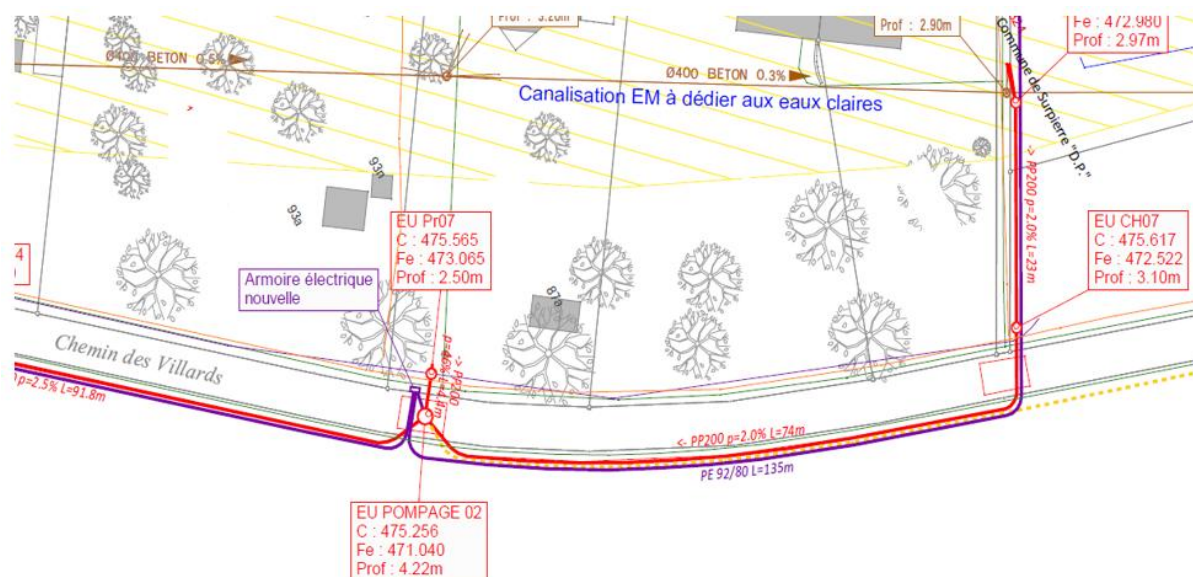 Prof : 3.20m
Prof : 2.90m
Fe : 472.980
Prof : 2.97m
Ø400 BETON 0.5%
Ø400 BETON 0.3%
Canalisation EM à dédier aux eaux claires
Commune de Surpierre "D.P."
-> PP200 p=2.0% L=23m
93n
93a
87a
EU Pr07
C : 475.565
Fe : 473.065
Prof : 2.50m
EU CH07
C : 475.617
Fe : 472.522
Prof : 3.10m
4
Armoire électrique
nouvelle
Chemin des Villards
-> PP200
p=2.5% L=91.8m
<- PP200 p=2.0% L=74m
PE 92/80 L=135m
EU POMPAGE 02
C : 475.256
Fe : 471.040
Prof : 4.22m